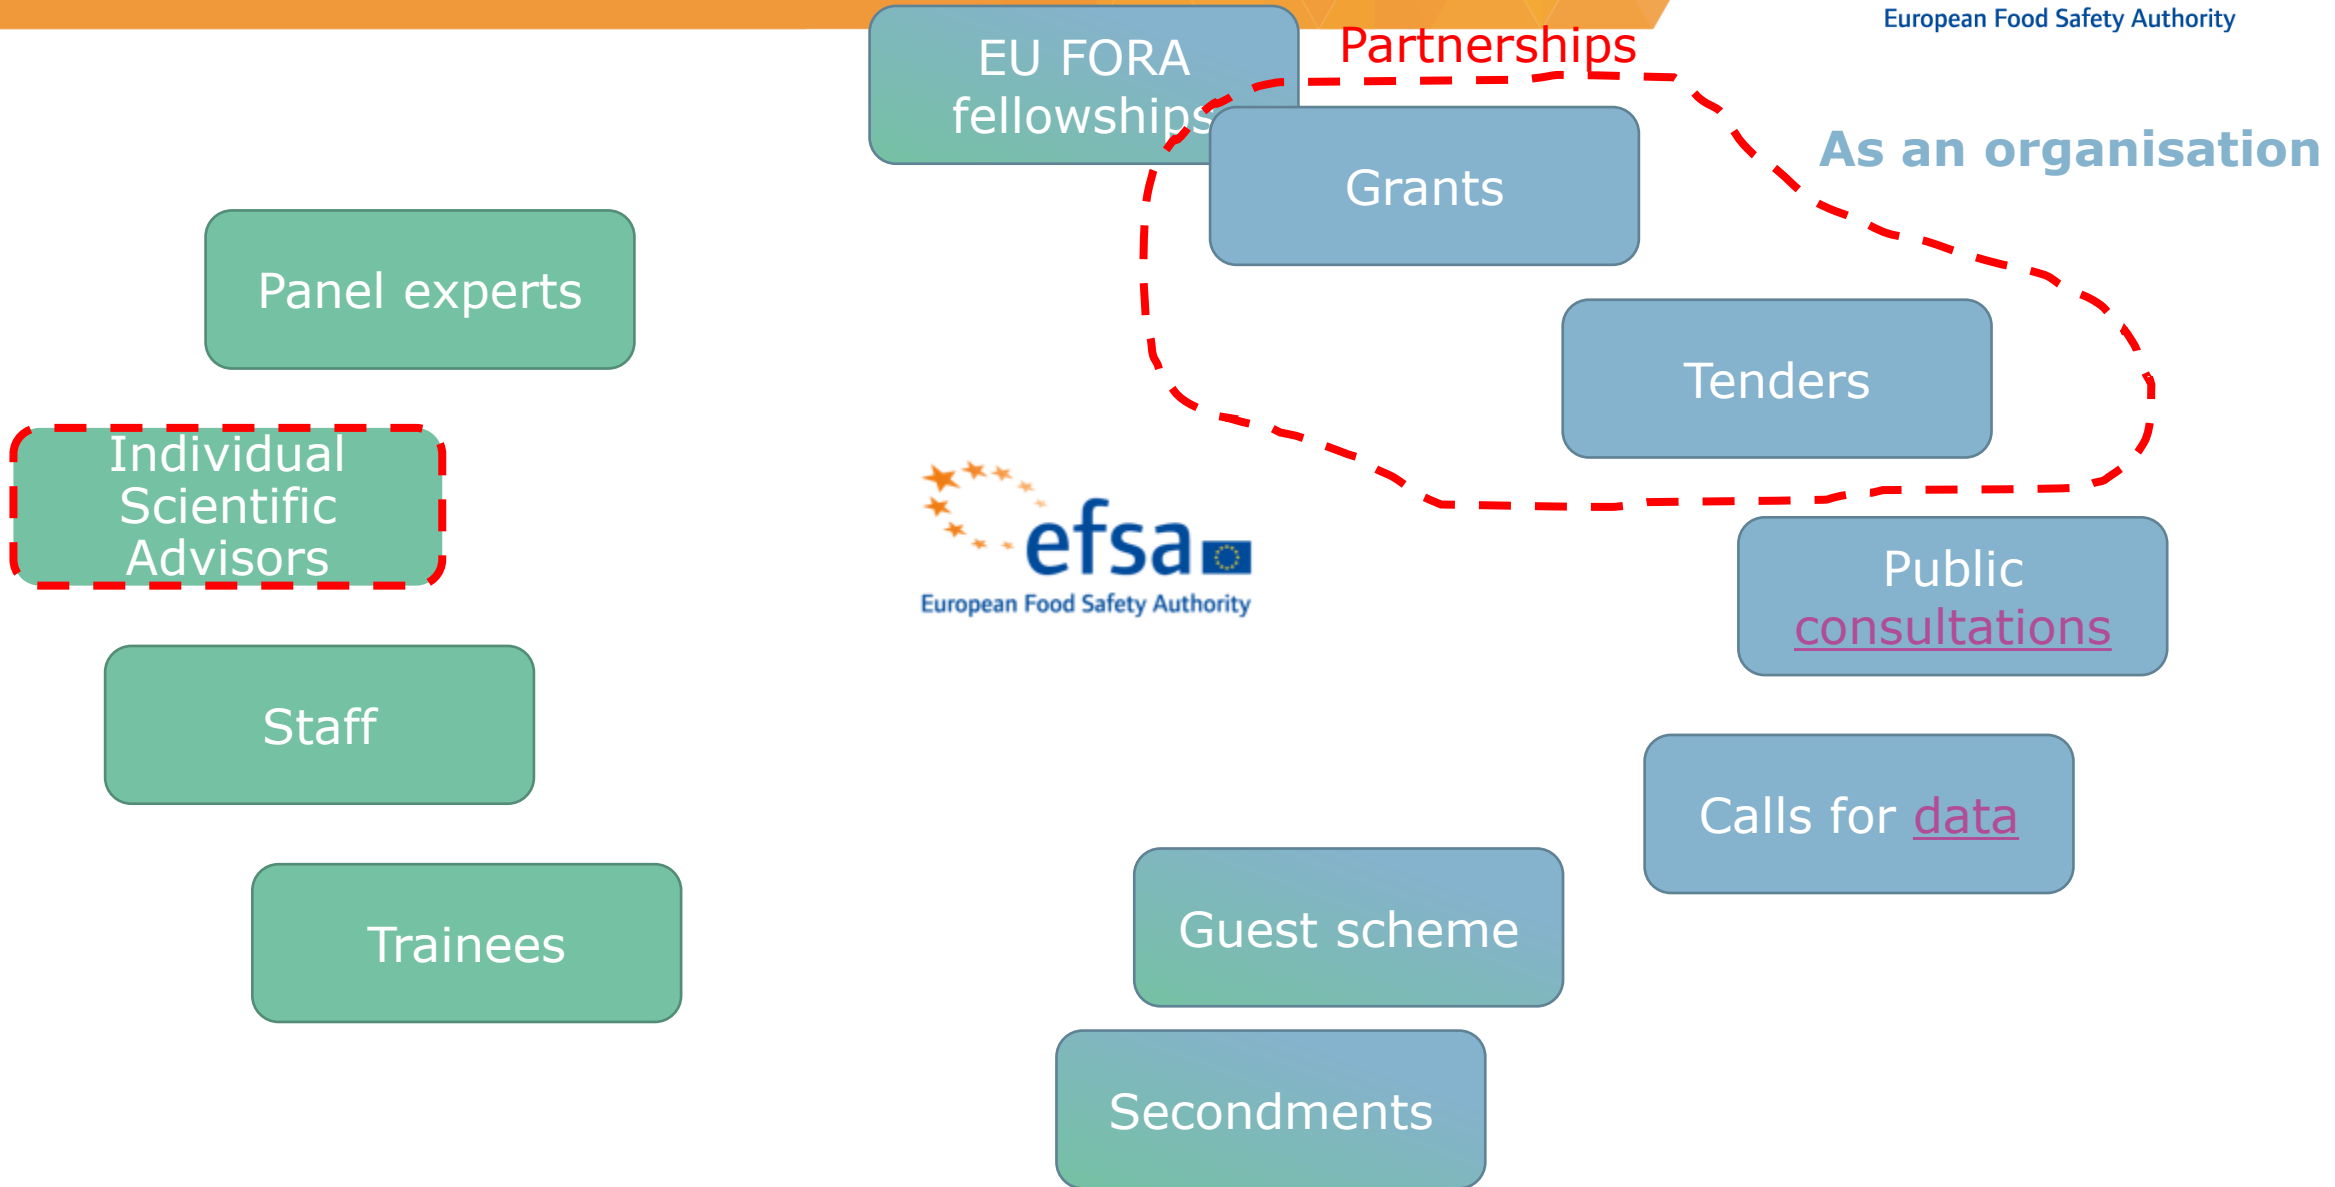 European Food Safety Authority
EU FORA
fellowships
Partnerships
As an organisation
Grants
Panel experts
Tenders
Individual
Scientific
Advisors
efsa
European Food Safety Authority
Public
consultations
Staff
Calls for data
Trainees
Guest scheme
Secondments